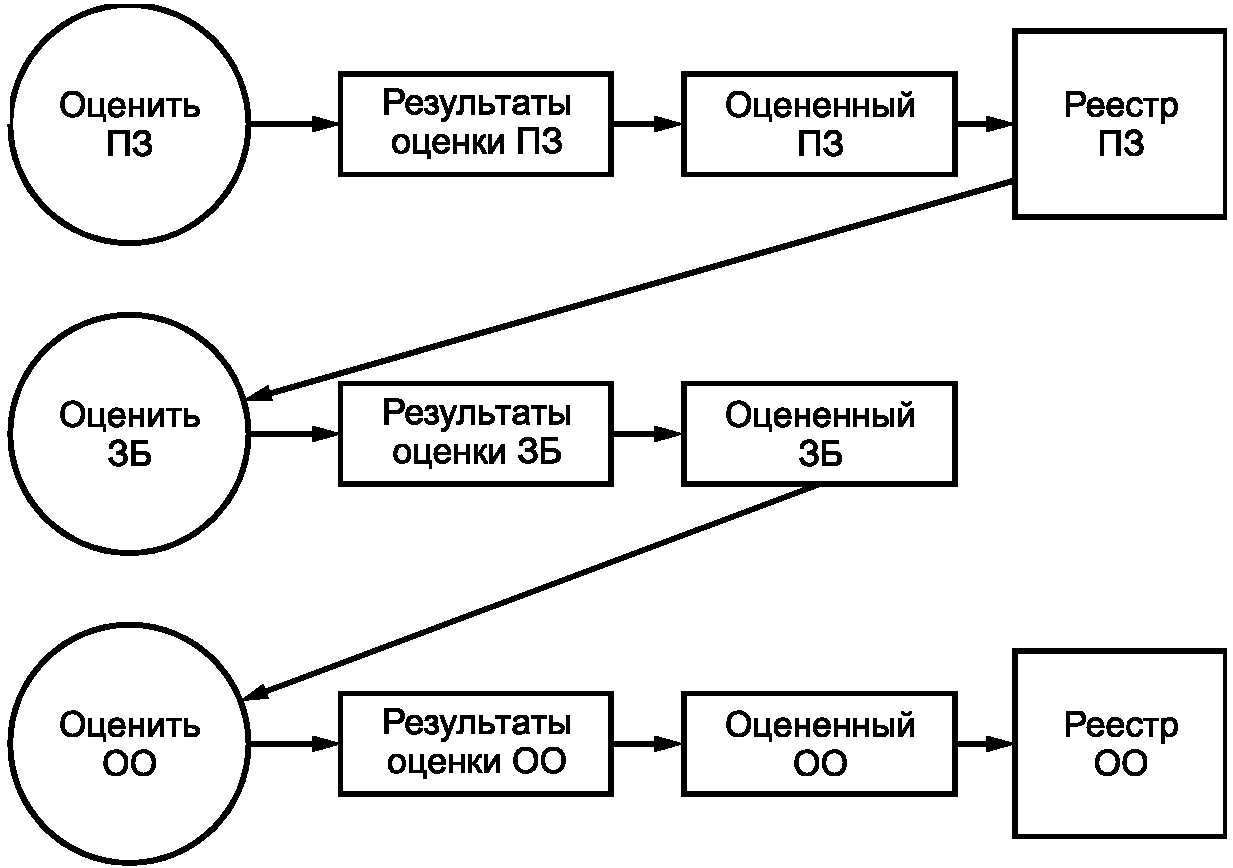 Оценить
ПЗ
Результаты
оценки ПЗ
Оцененный
ПЗ
Реестр
ПЗ
Оценить
ЗБ
Результаты
оценки ЗБ
Оцененный
ЗБ
Оценить
ОО
Результаты
оценки ОО
Оцененный
ОО
Реестр
ОО